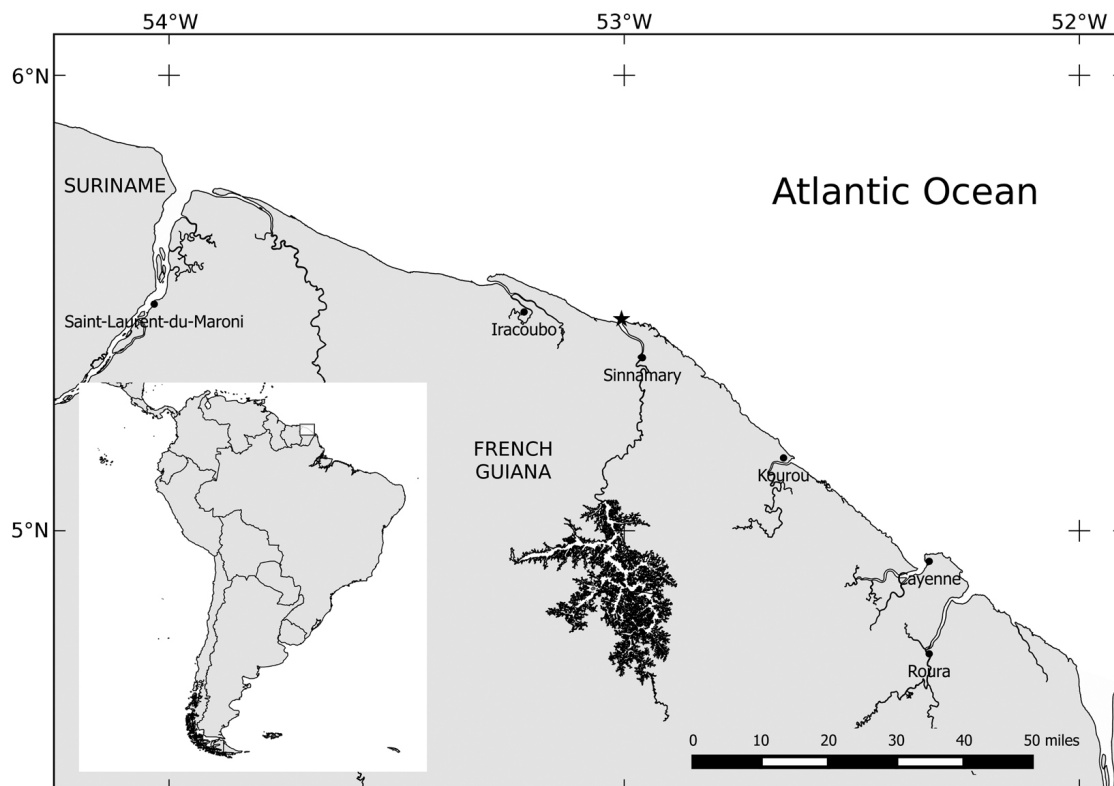 54°W 53°W 52°W
6°N
SURINAME
Atlantic Ocean
Saint-Laurent-du-Maroni
Iracoubo
Sinnamary
FRENCH
GUIANA
Kourou
5°N
Cayenne
Roura
0 10 20 30 40 50 miles